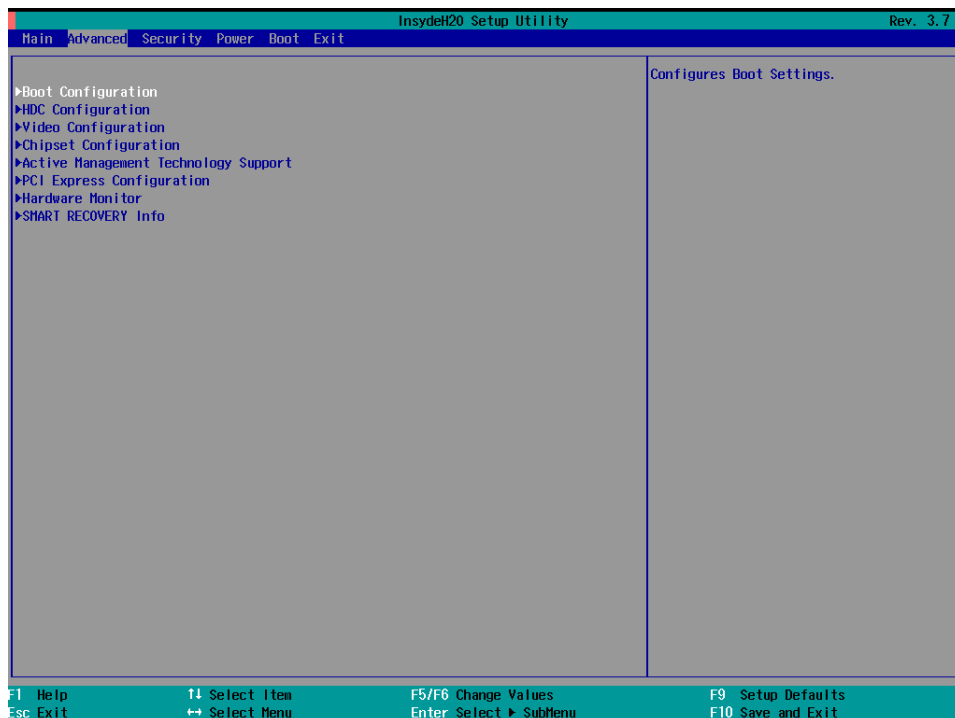 InsydeH20 Setup Utility Rev. 3.7
Main Advanced Security Power Boot Exit
▶Boot Configuration
▶HDC Configuration
▶Video Configuration
▶Chipset Configuration
▶Active Management Technology Support
▶PCI Express Configuration
▶Hardware Monitor
▶SMART RECOVERY Info
Configures Boot Settings.
F1 Help ↑↓ Select Item F5/F6 Change Values F9 Setup Defaults
Esc Exit ↔ Select Menu Enter Select ▶ SubMenu F10 Save and Exit